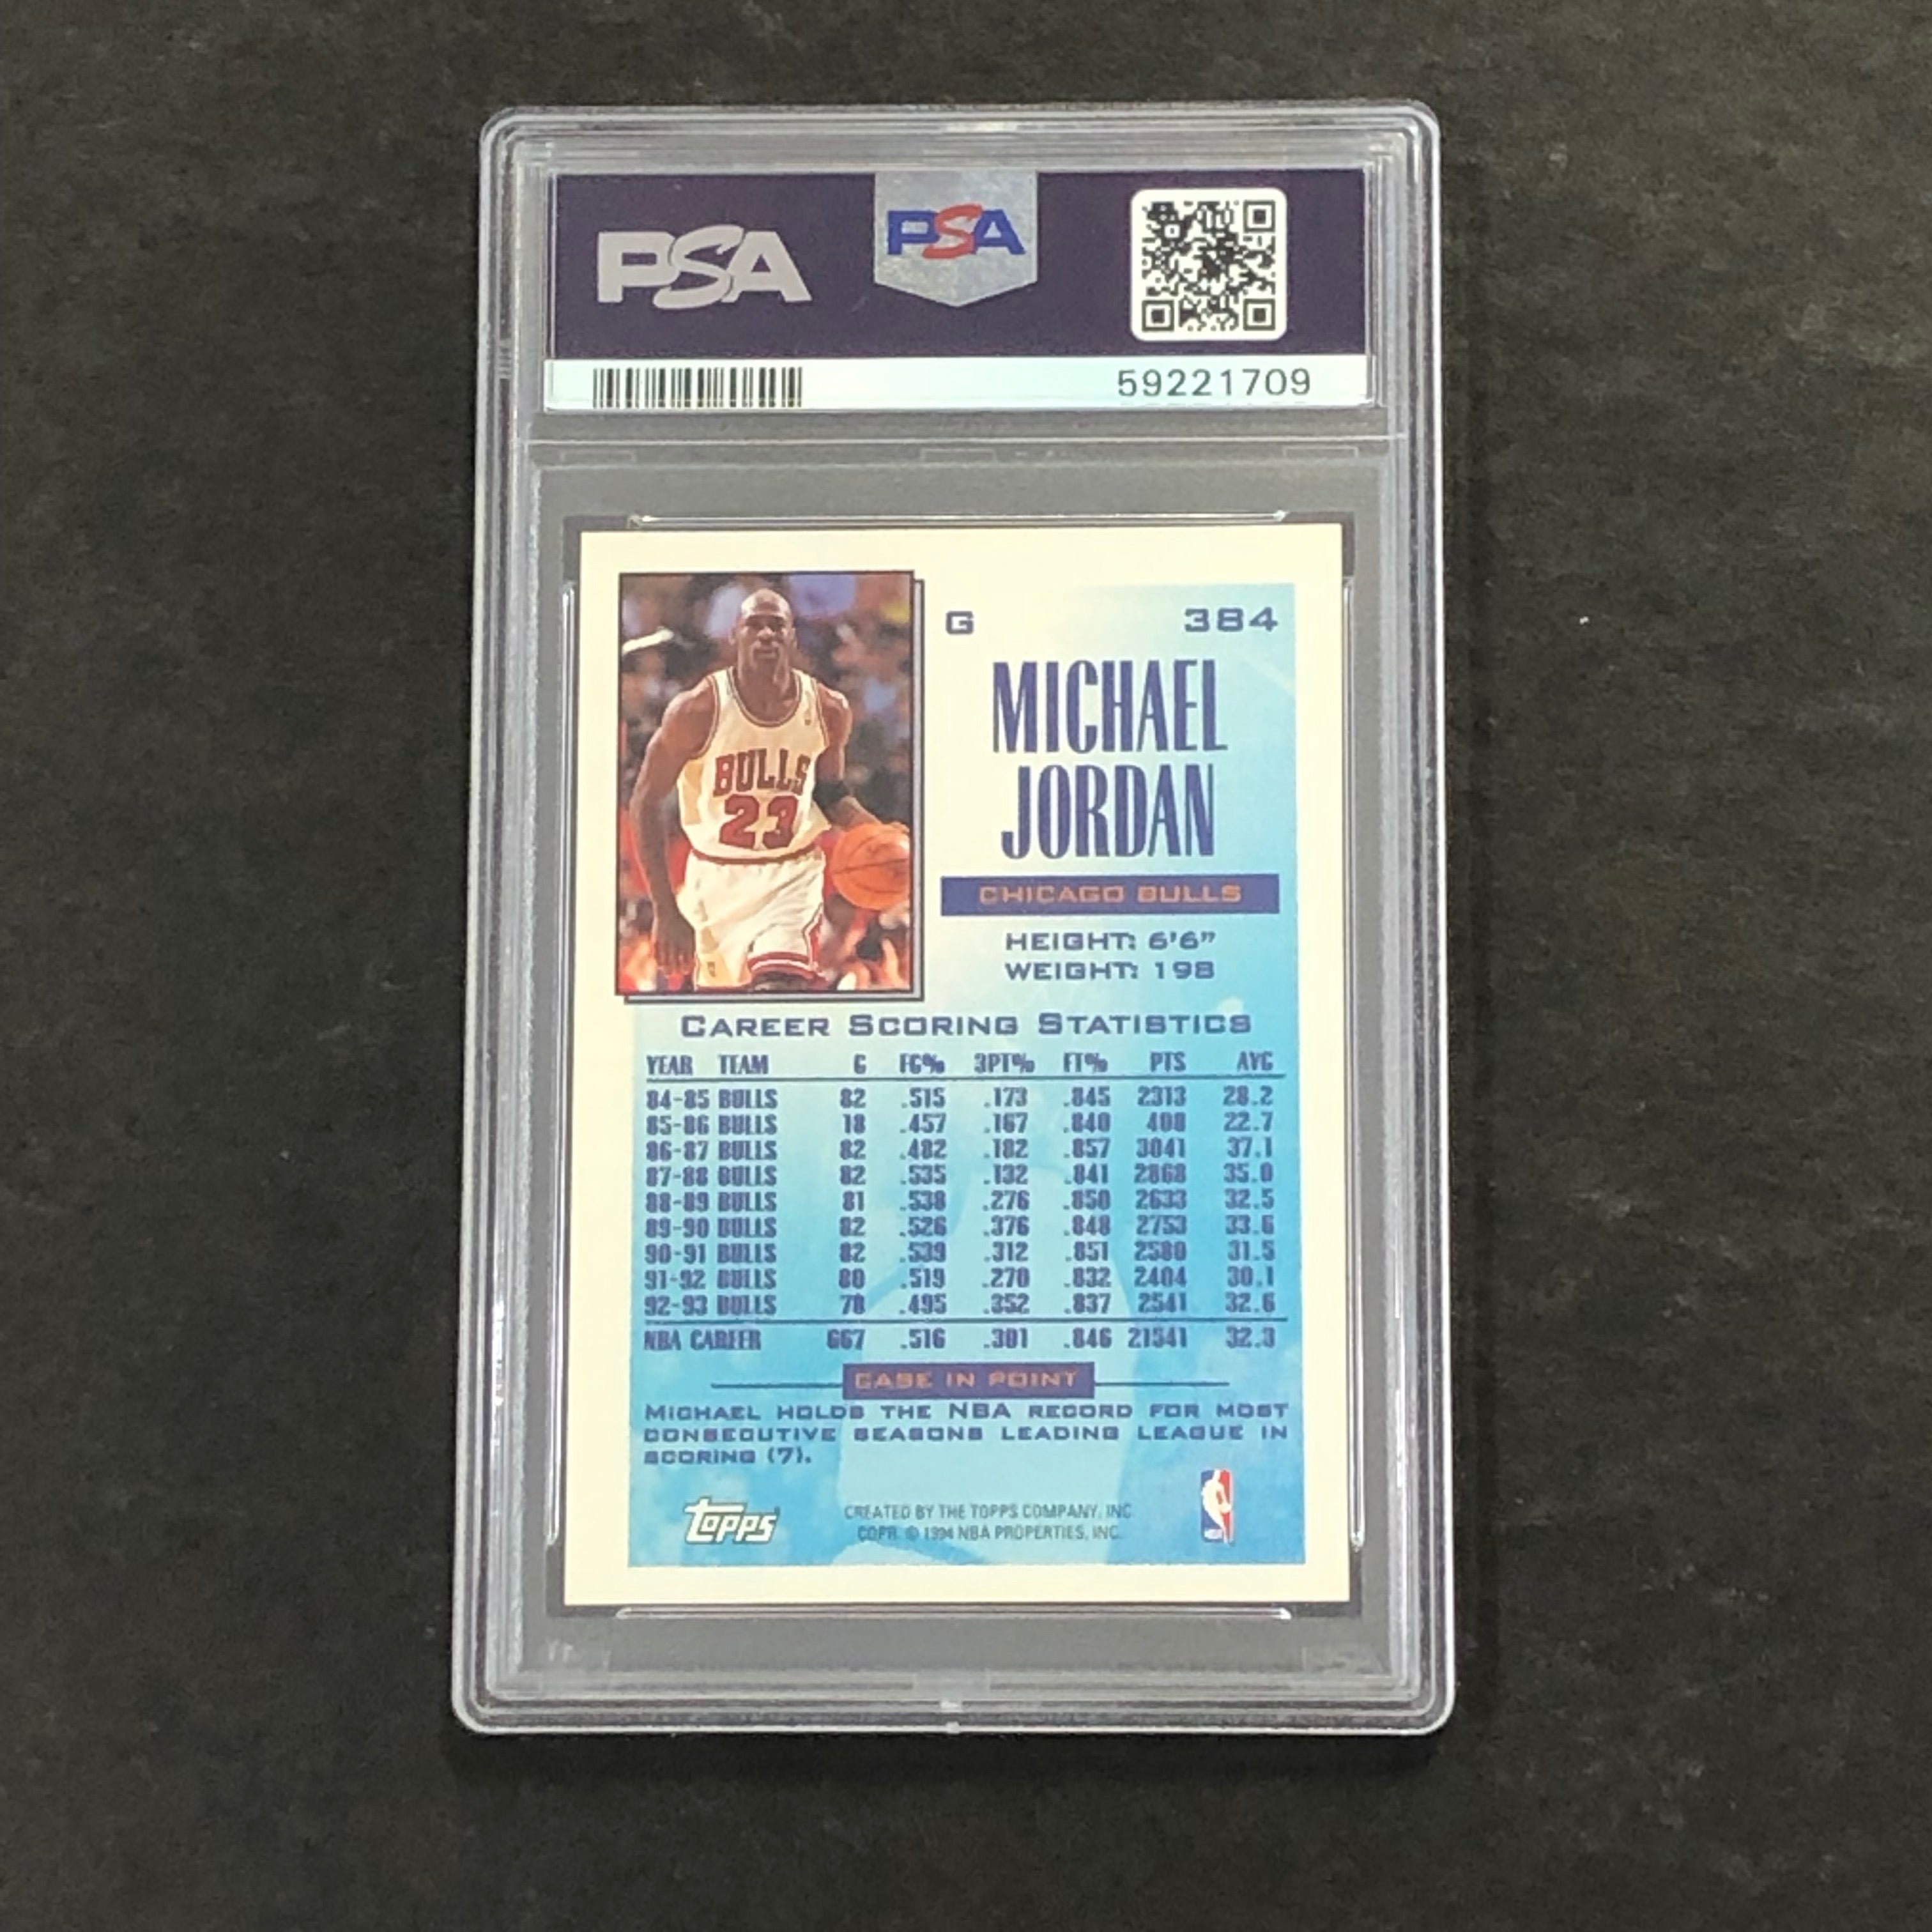 PSA PSA
59221709
G 384
MICHAEL
JORDAN
BULLS
23
CHICAGO BULLS
HEIGHT: 6'6"
WEIGHT: 198
CAREER SCORING STATISTICS
YEAR TEAM G FG% 3PT% FT% PTS AVG
84-85 BULLS 82 .515 .173 .845 2313 28.2
85-86 BULLS 18 .457 .167 .840 408 22.7
86-87 BULLS 82 .482 .182 .857 3041 37.1
87-88 BULLS 82 .535 .132 .841 2868 35.0
88-89 BULLS 81 .538 .276 .850 2633 32.5
89-90 BULLS 82 .526 .376 .848 2753 33.6
90-91 BULLS 82 .539 .312 .851 2580 31.5
91-92 BULLS 80 .519 .270 .832 2404 30.1
92-93 BULLS 78 .495 .352 .837 2541 32.6
NBA CAREER 667 .516 .301 .846 21541 32.3
CASE IN POINT
MICHAEL HOLDS THE NBA RECORD FOR MOST
CONSECUTIVE SEASONS LEADING LEAGUE IN
SCORING (7).
TOPPS
CREATED BY THE TOPPS COMPANY, INC
COPR. © 1994 NBA PROPERTIES, INC.